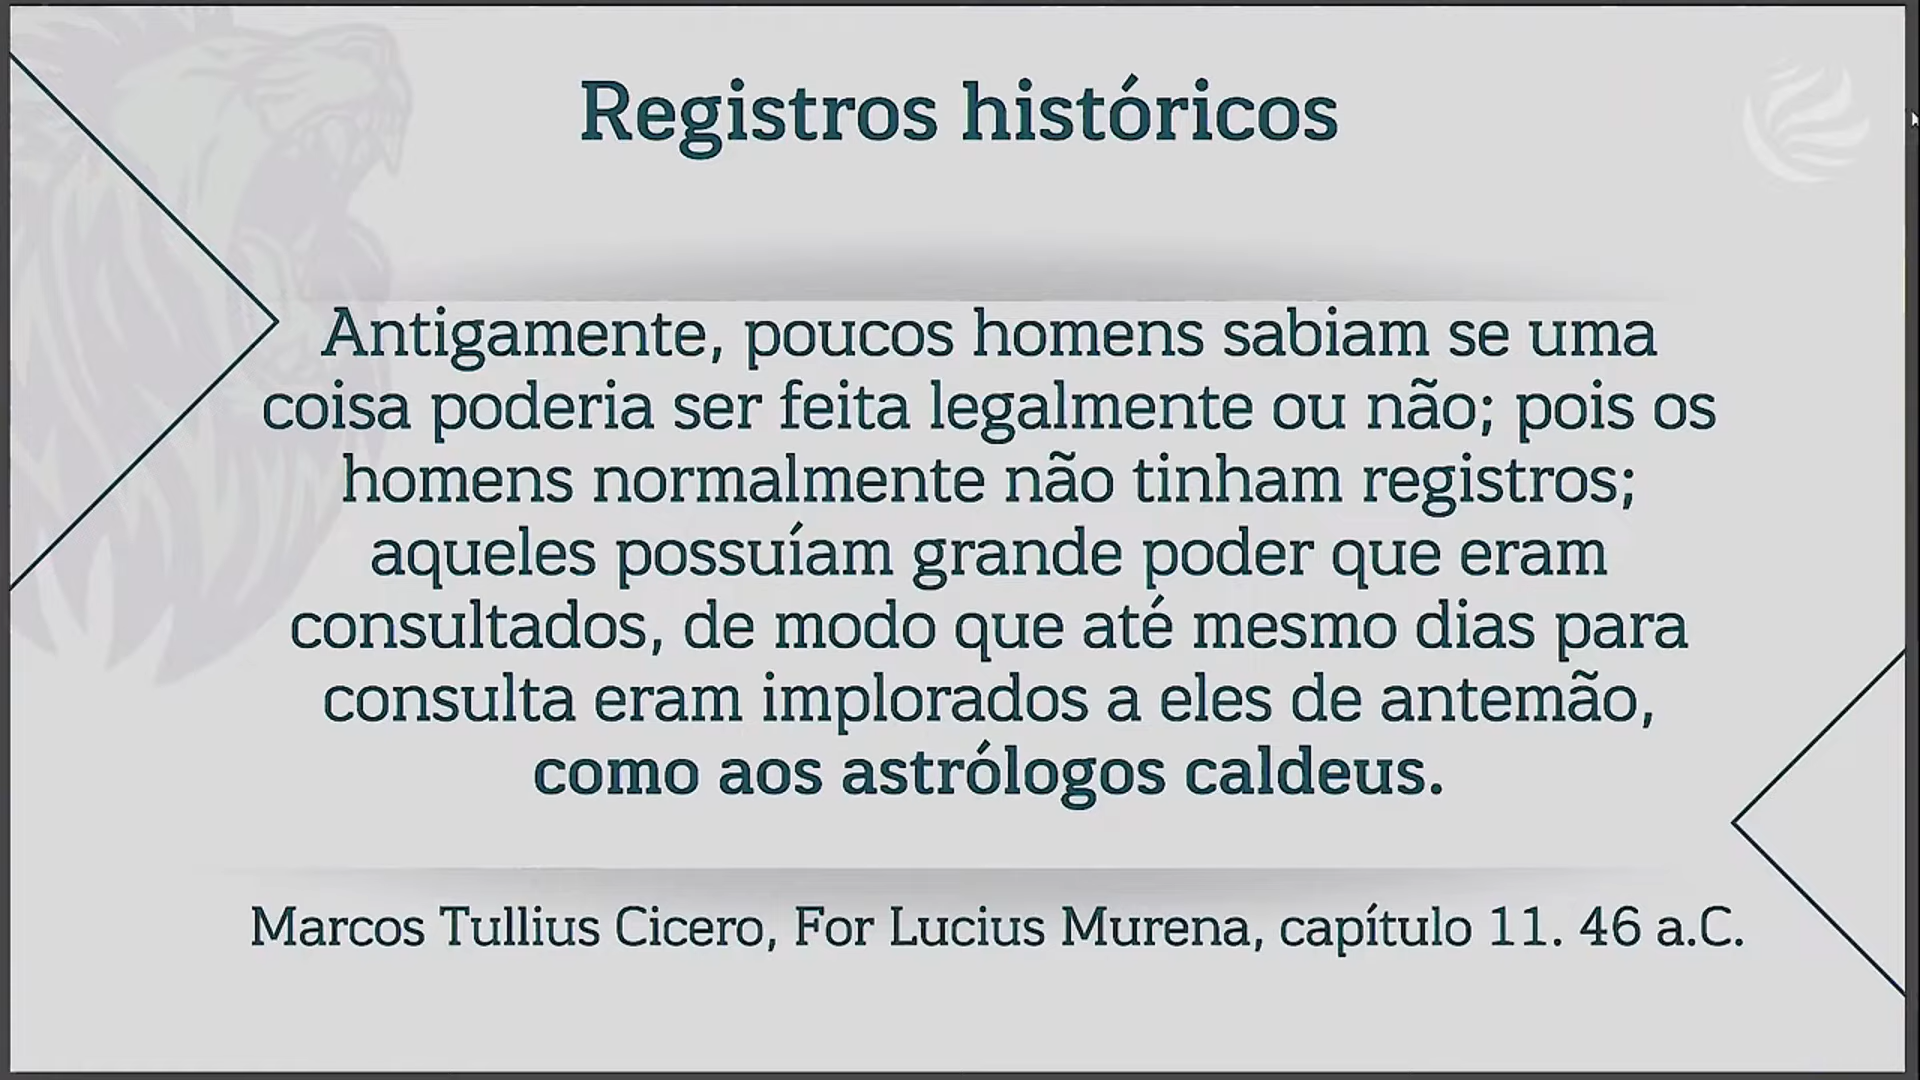 Registros históricos
Antigamente, poucos homens sabiam se uma
coisa poderia ser feita legalmente ou não; pois os
homens normalmente não tinham registros;
aqueles possuíam grande poder que eram
consultados, de modo que até mesmo dias para
consulta eram implorados a eles de antemão,
como aos astrólogos caldeus.
Marcos Tullius Cicero, For Lucius Murena, capítulo 11. 46 a.C.